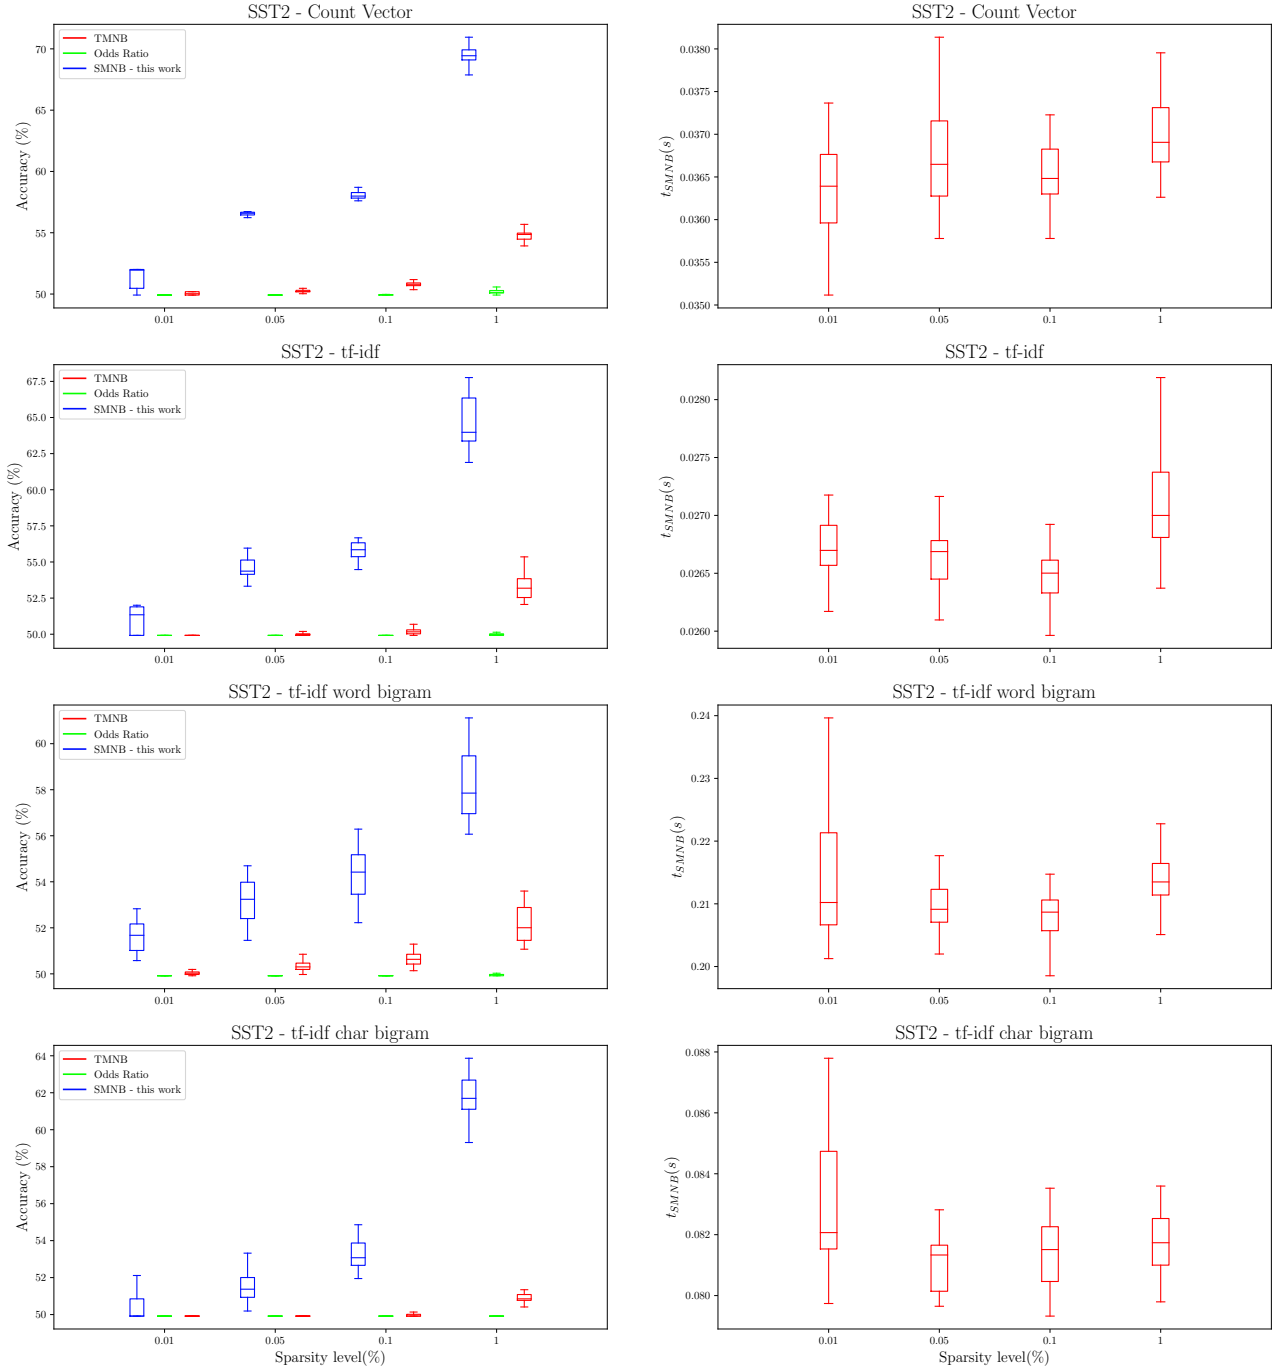 SST2 - Count Vector
Accuracy (%)
70
65
60
55
50
TMNB
Odds Ratio
SMNB - this work
0.01
0.05
0.1
1
SST2 - Count Vector
t_{SMNB}(s)
0.0380
0.0375
0.0370
0.0365
0.0360
0.0355
0.0350
0.01
0.05
0.1
1
SST2 - tf-idf
Accuracy (%)
67.5
65.0
62.5
60.0
57.5
55.0
52.5
50.0
TMNB
Odds Ratio
SMNB - this work
0.01
0.05
0.1
1
SST2 - tf-idf
t_{SMNB}(s)
0.0280
0.0275
0.0270
0.0265
0.0260
0.01
0.05
0.1
1
SST2 - tf-idf word bigram
Accuracy (%)
60
58
56
54
52
50
TMNB
Odds Ratio
SMNB - this work
0.01
0.05
0.1
1
SST2 - tf-idf word bigram
t_{SMNB}(s)
0.24
0.23
0.22
0.21
0.20
0.01
0.05
0.1
1
SST2 - tf-idf char bigram
Accuracy (%)
64
62
60
58
56
54
52
50
TMNB
Odds Ratio
SMNB - this work
0.01
0.05
0.1
1
Sparsity level(%)
SST2 - tf-idf char bigram
t_{SMNB}(s)
0.088
0.086
0.084
0.082
0.080
0.01
0.05
0.1
1
Sparsity level(%)